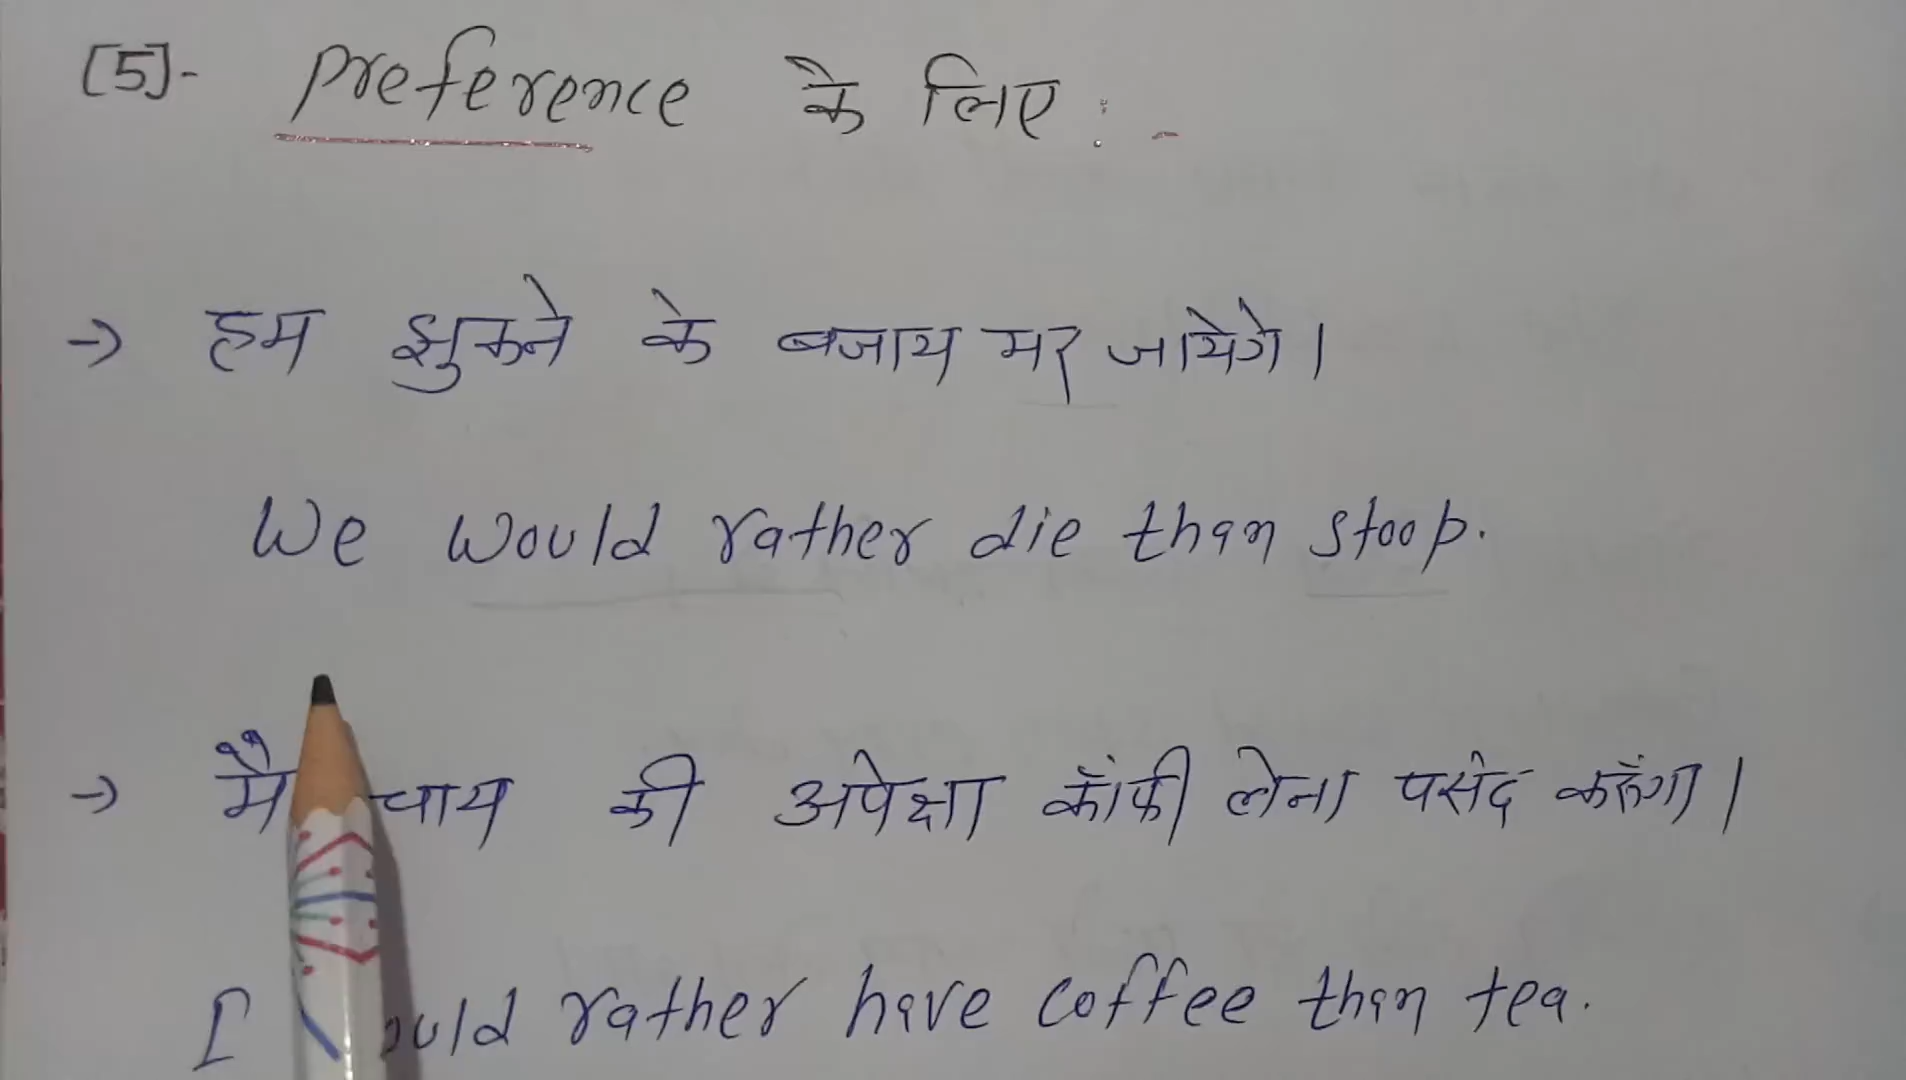 [5]- Preference के लिए :-
→ हम झुकने के बजाय मर जायेगे।
We would rather die than stoop.
→ मैं चाय की अपेक्षा कॉफी लेना पसंद करूँगा।
I rather have coffee than tea.